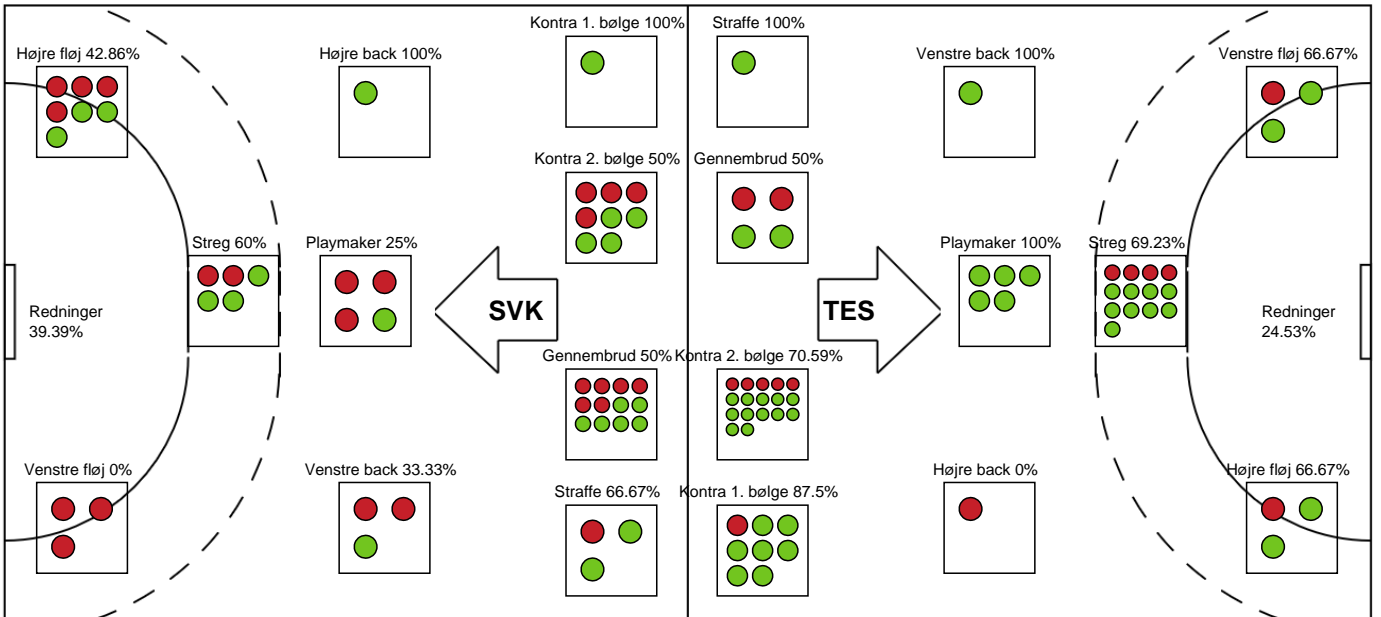 Kontra 1. bølge 100%
Straffe 100%
Højre fløj 42.86%
Højre back 100%
Venstre back 100%
Venstre fløj 66.67%
Kontra 2. bølge 50%
Gennembrud 50%
Streg 60%
Playmaker 25%
Playmaker 100%
Streg 69.23%
Redninger
39.39%
SVK
TES
Redninger
24.53%
Gennembrud 50%
Kontra 2. bølge 70.59%
Venstre fløj 0%
Venstre back 33.33%
Højre back 0%
Højre fløj 66.67%
Straffe 66.67%
Kontra 1. bølge 87.5%